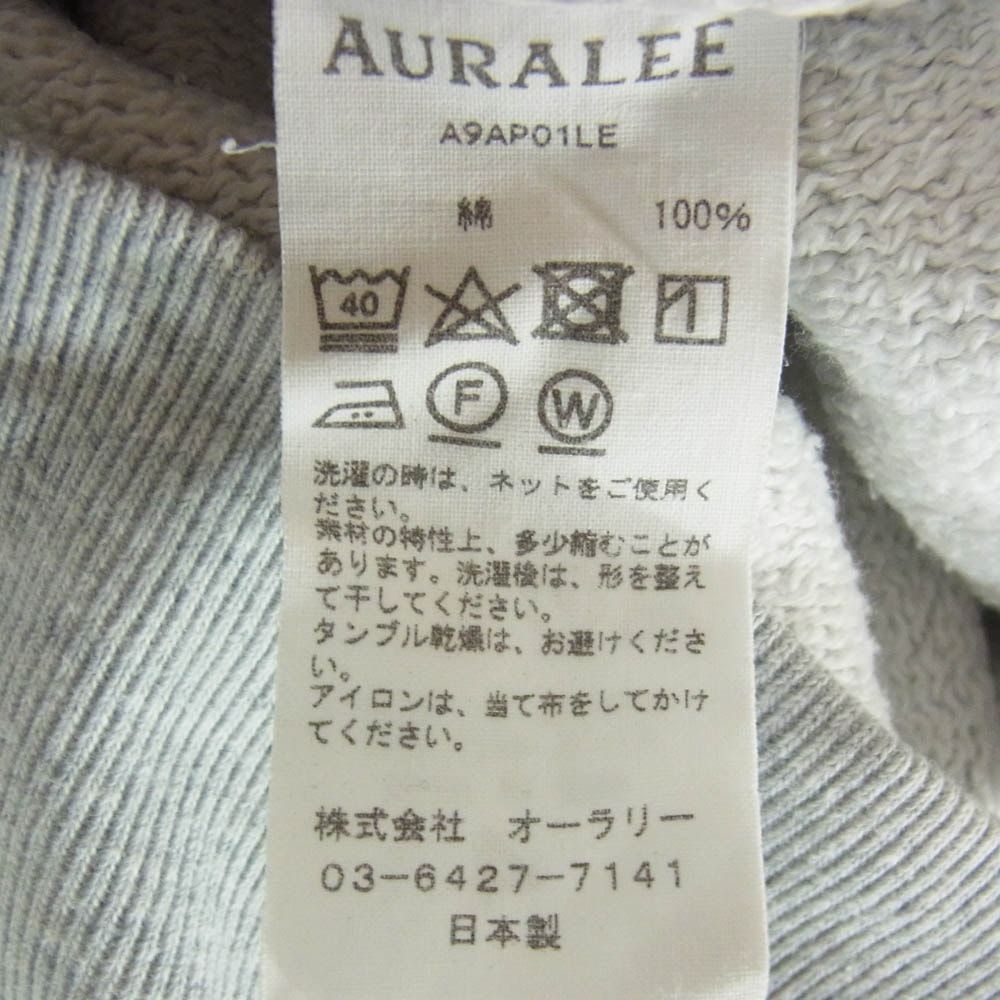 AURALEE
A9AP01LE
綿 100%
40
F W
洗濯の時は、ネットをご使用く
ださい。
素材の特性上、多少縮むことが
あります。洗濯後は、形を整え
て干してください。
タンブル乾燥は、お避けくださ
い。
アイロンは、当て布をしてかけ
てください。
株式会社 オーラリー
03-6427-7141
日本製